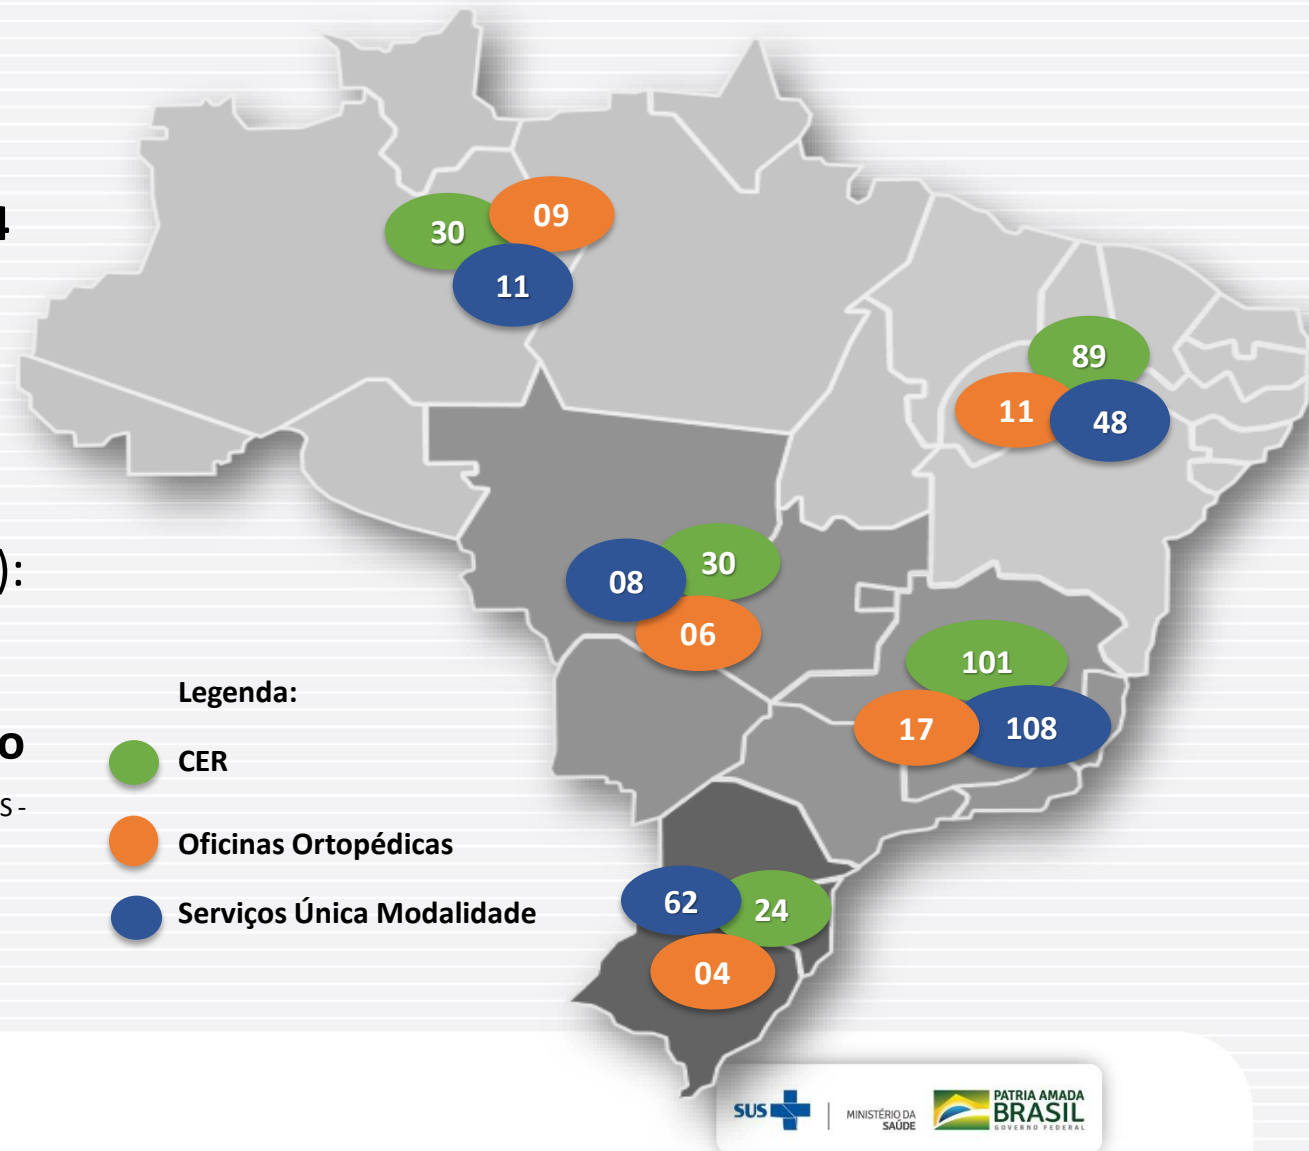 4
30
09
11
89
11
48
):
08
30
06
101
17
108
Legenda:
o
CER
S -
Oficinas Ortopédicas
62
24
Serviços Única Modalidade
04
SUS
MINISTÉRIO DA
SAÚDE
PATRIA AMADA
BRASIL
GOVERNO FEDERAL